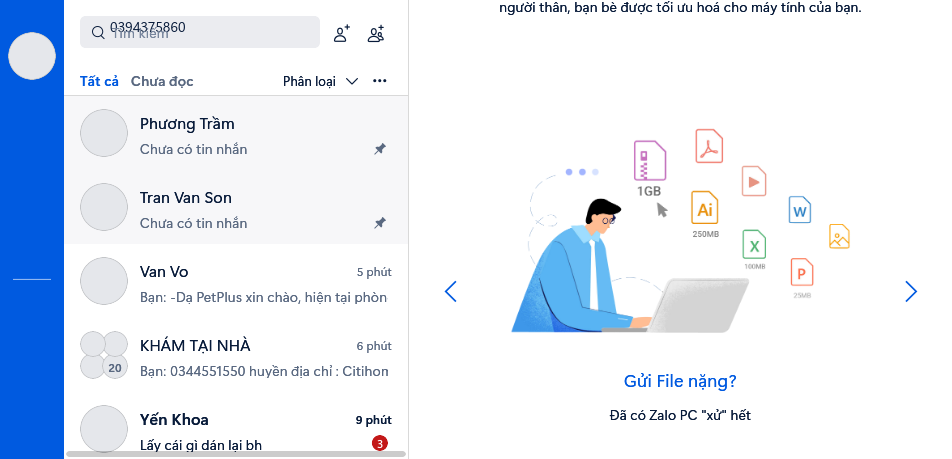 0394375860
Tìm kiếm
Tất cả Chưa đọc Phân loại
Phương Trầm
Chưa có tin nhắn
Tran Van Son
Chưa có tin nhắn
Van Vo 5 phút
Bạn: -Dạ PetPlus xin chào, hiện tại phòn
KHÁM TẠI NHÀ 6 phút
20 Bạn: 0344551550 huyền địa chỉ : Citihon
Yến Khoa 9 phút
Lấy cái gì dán lại bh 3
người thân, bạn bè được tối ưu hoá cho máy tính của bạn.
1GB
Ai
250MB
W
X
100MB
P
25MB
Gửi File nặng?
Đã có Zalo PC "xử" hết